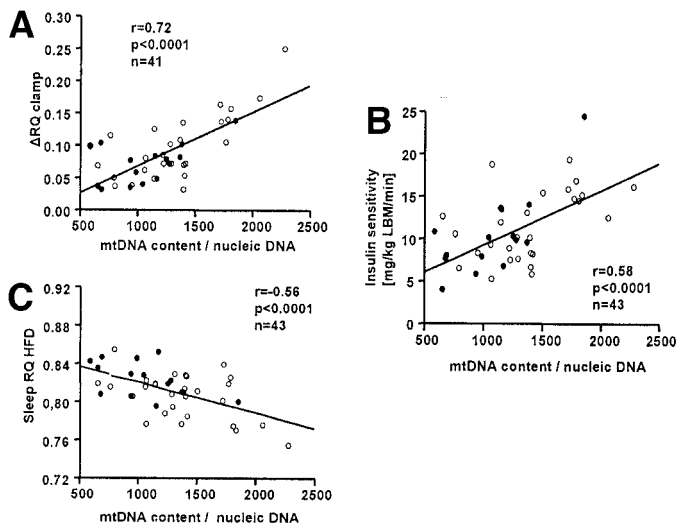 A
r=0.72
p<0.0001
n=41
ΔRQ clamp
0.30
0.25
0.20
0.15
0.10
0.05
0.00
500 1000 1500 2000 2500
mtDNA content / nucleic DNA
B
Insulin sensitivity
[mg/kg LBM/min]
25
20
15
10
5
0
r=0.58
p<0.0001
n=43
500 1000 1500 2000 2500
mtDNA content / nucleic DNA
C
r=-0.56
p<0.0001
n=43
Sleep RQ HFD
0.92
0.88
0.84
0.80
0.76
0.72
500 1000 1500 2000 2500
mtDNA content / nucleic DNA